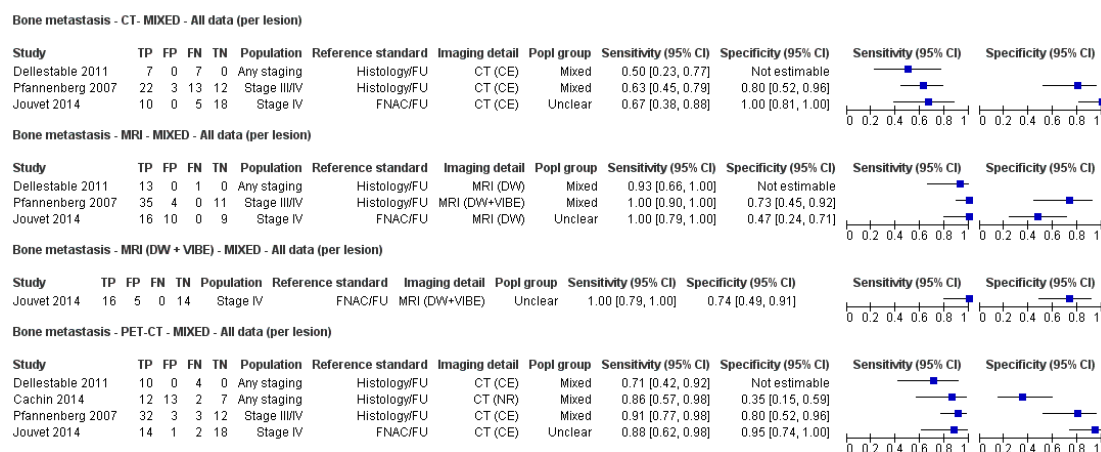 Bone metastasis - CT- MIXED - All data (per lesion)
Study TP FP FN TN Population Reference standard Imaging detail Popl group Sensitivity (95% CI) Specificity (95% CI) Sensitivity (95% CI) Specificity (95% CI)
Dellestable 2011 7 0 7 0 Any staging Histology/FU CT (CE) Mixed 0.50 [0.23, 0.77] Not estimable
Pfannenberg 2007 22 3 13 12 Stage III/IV Histology/FU CT (CE) Mixed 0.63 [0.45, 0.79] 0.80 [0.52, 0.96]
Jouvet 2014 10 0 5 18 Stage IV FNAC/FU CT (CE) Unclear 0.67 [0.38, 0.88] 1.00 [0.81, 1.00]
0 0.2 0.4 0.6 0.8 1 0 0.2 0.4 0.6 0.8 1
Bone metastasis - MRI - MIXED - All data (per lesion)
Study TP FP FN TN Population Reference standard Imaging detail Popl group Sensitivity (95% CI) Specificity (95% CI) Sensitivity (95% CI) Specificity (95% CI)
Dellestable 2011 13 0 1 0 Any staging Histology/FU MRI (DW) Mixed 0.93 [0.66, 1.00] Not estimable
Pfannenberg 2007 35 4 0 11 Stage III/IV Histology/FU MRI (DW+VIBE) Mixed 1.00 [0.90, 1.00] 0.73 [0.45, 0.92]
Jouvet 2014 16 10 0 9 Stage IV FNAC/FU MRI (DW) Unclear 1.00 [0.79, 1.00] 0.47 [0.24, 0.71]
0 0.2 0.4 0.6 0.8 1 0 0.2 0.4 0.6 0.8 1
Bone metastasis - MRI (DW + VIBE) - MIXED - All data (per lesion)
Study TP FP FN TN Population Reference standard Imaging detail Popl group Sensitivity (95% CI) Specificity (95% CI) Sensitivity (95% CI) Specificity (95% CI)
Jouvet 2014 16 5 0 14 Stage IV FNAC/FU MRI (DW+VIBE) Unclear 1.00 [0.79, 1.00] 0.74 [0.49, 0.91]
0 0.2 0.4 0.6 0.8 1 0 0.2 0.4 0.6 0.8 1
Bone metastasis - PET-CT - MIXED - All data (per lesion)
Study TP FP FN TN Population Reference standard Imaging detail Popl group Sensitivity (95% CI) Specificity (95% CI) Sensitivity (95% CI) Specificity (95% CI)
Dellestable 2011 10 0 4 0 Any staging Histology/FU CT (CE) Mixed 0.71 [0.42, 0.92] Not estimable
Cachin 2014 12 13 2 7 Any staging Histology/FU CT (NR) Mixed 0.86 [0.57, 0.98] 0.35 [0.15, 0.59]
Pfannenberg 2007 32 3 3 12 Stage III/IV Histology/FU CT (CE) Mixed 0.91 [0.77, 0.98] 0.80 [0.52, 0.96]
Jouvet 2014 14 1 2 18 Stage IV FNAC/FU CT (CE) Unclear 0.88 [0.62, 0.98] 0.95 [0.74, 1.00]
0 0.2 0.4 0.6 0.8 1 0 0.2 0.4 0.6 0.8 1